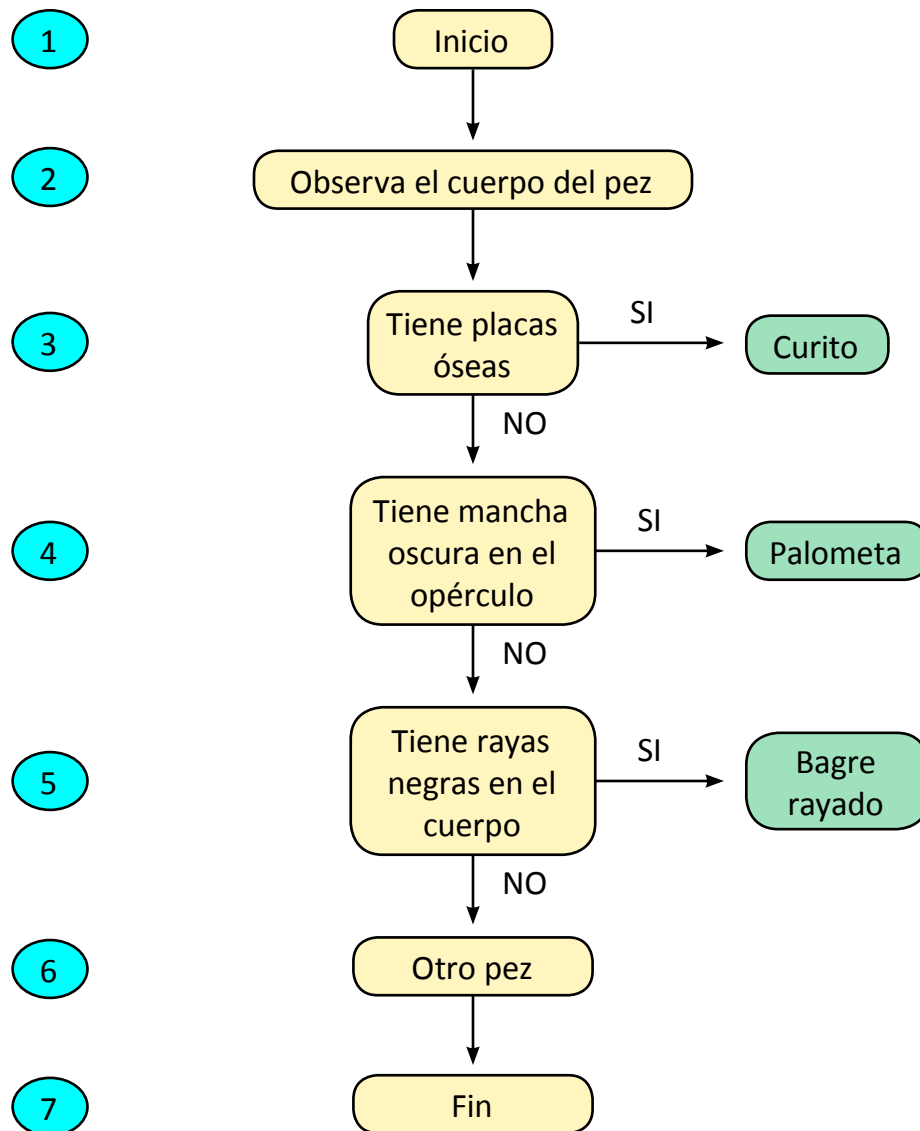 1
Inicio
2
Observa el cuerpo del pez
3
Tiene placas
óseas
SI
Curito
NO
4
Tiene mancha
oscura en el
opérculo
SI
Palometa
NO
5
Tiene rayas
negras en el
cuerpo
SI
Bagre
rayado
NO
6
Otro pez
7
Fin